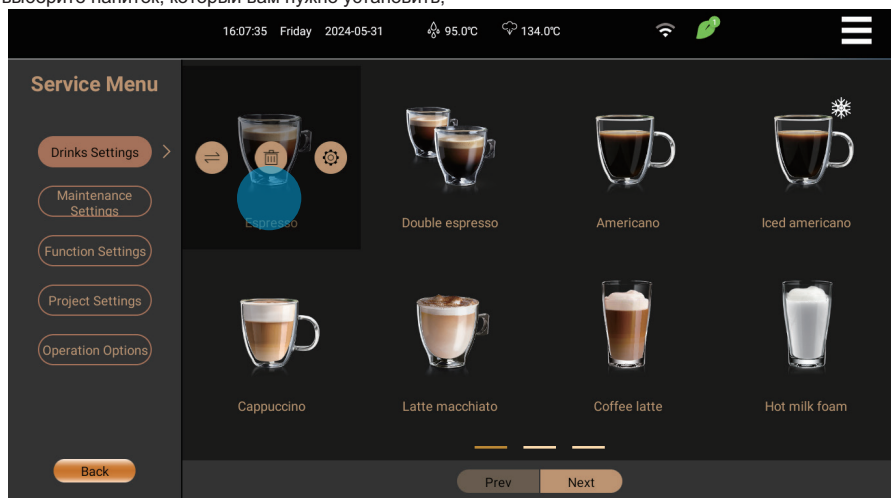 выберите напиток, который вам нужно установить,
16:07:35 Friday 2024-05-31 95.0℃ 134.0℃ 1
Service Menu
Drinks Settings >
Maintenance
Settings
Function Settings
Project Settings
Operation Options
Back
Espresso
Double espresso
Americano
Iced americano
Cappuccino
Latte macchiato
Coffee latte
Hot milk foam
Prev
Next